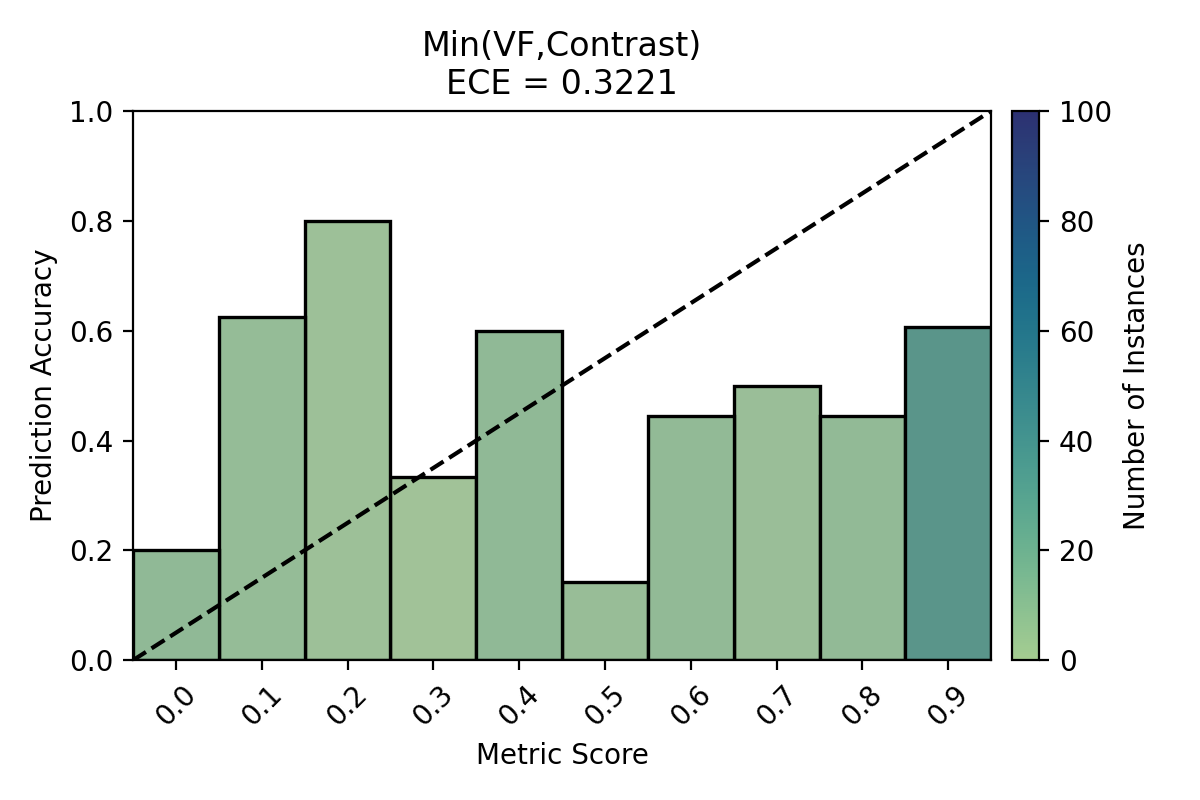 Min(VF,Contrast)
ECE = 0.3221
1.0
0.8
0.6
0.4
0.2
0.0
Prediction Accuracy
0.0 0.1 0.2 0.3 0.4 0.5 0.6 0.7 0.8 0.9
Metric Score
100
80
60
40
20
0
Number of Instances